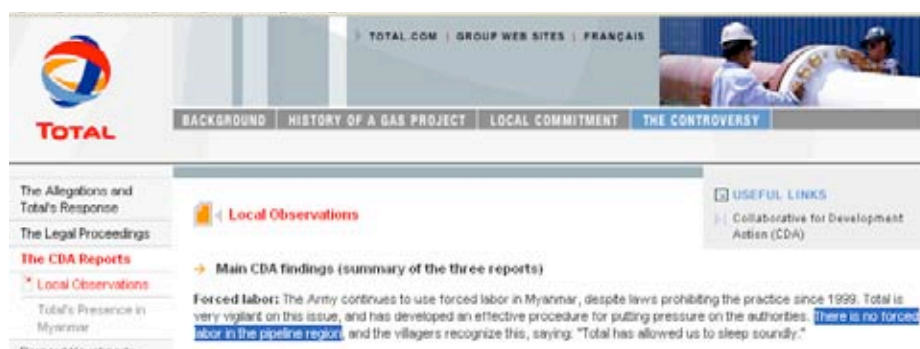 TOTAL.COM | GROUP WEB SITES | FRANÇAIS
TOTAL
BACKGROUND HISTORY OF A GAS PROJECT LOCAL COMMITMENT THE CONTROVERSY
The Allegations and
Total's Response
The Legal Proceedings
The CDA Reports
Local Observations
Total's Presence in
Myanmar
USEFUL LINKS
Collaborative for Development
Action (CDA)
Local Observations
Main CDA findings (summary of the three reports)
Forced labor: The Army continues to use forced labor in Myanmar, despite laws prohibiting the practice since 1999. Total is
very vigilant on this issue, and has developed an effective procedure for putting pressure on the authorities. There is no forced
labor in the pipeline region, and the villagers recognize this, saying: "Total has allowed us to sleep soundly."